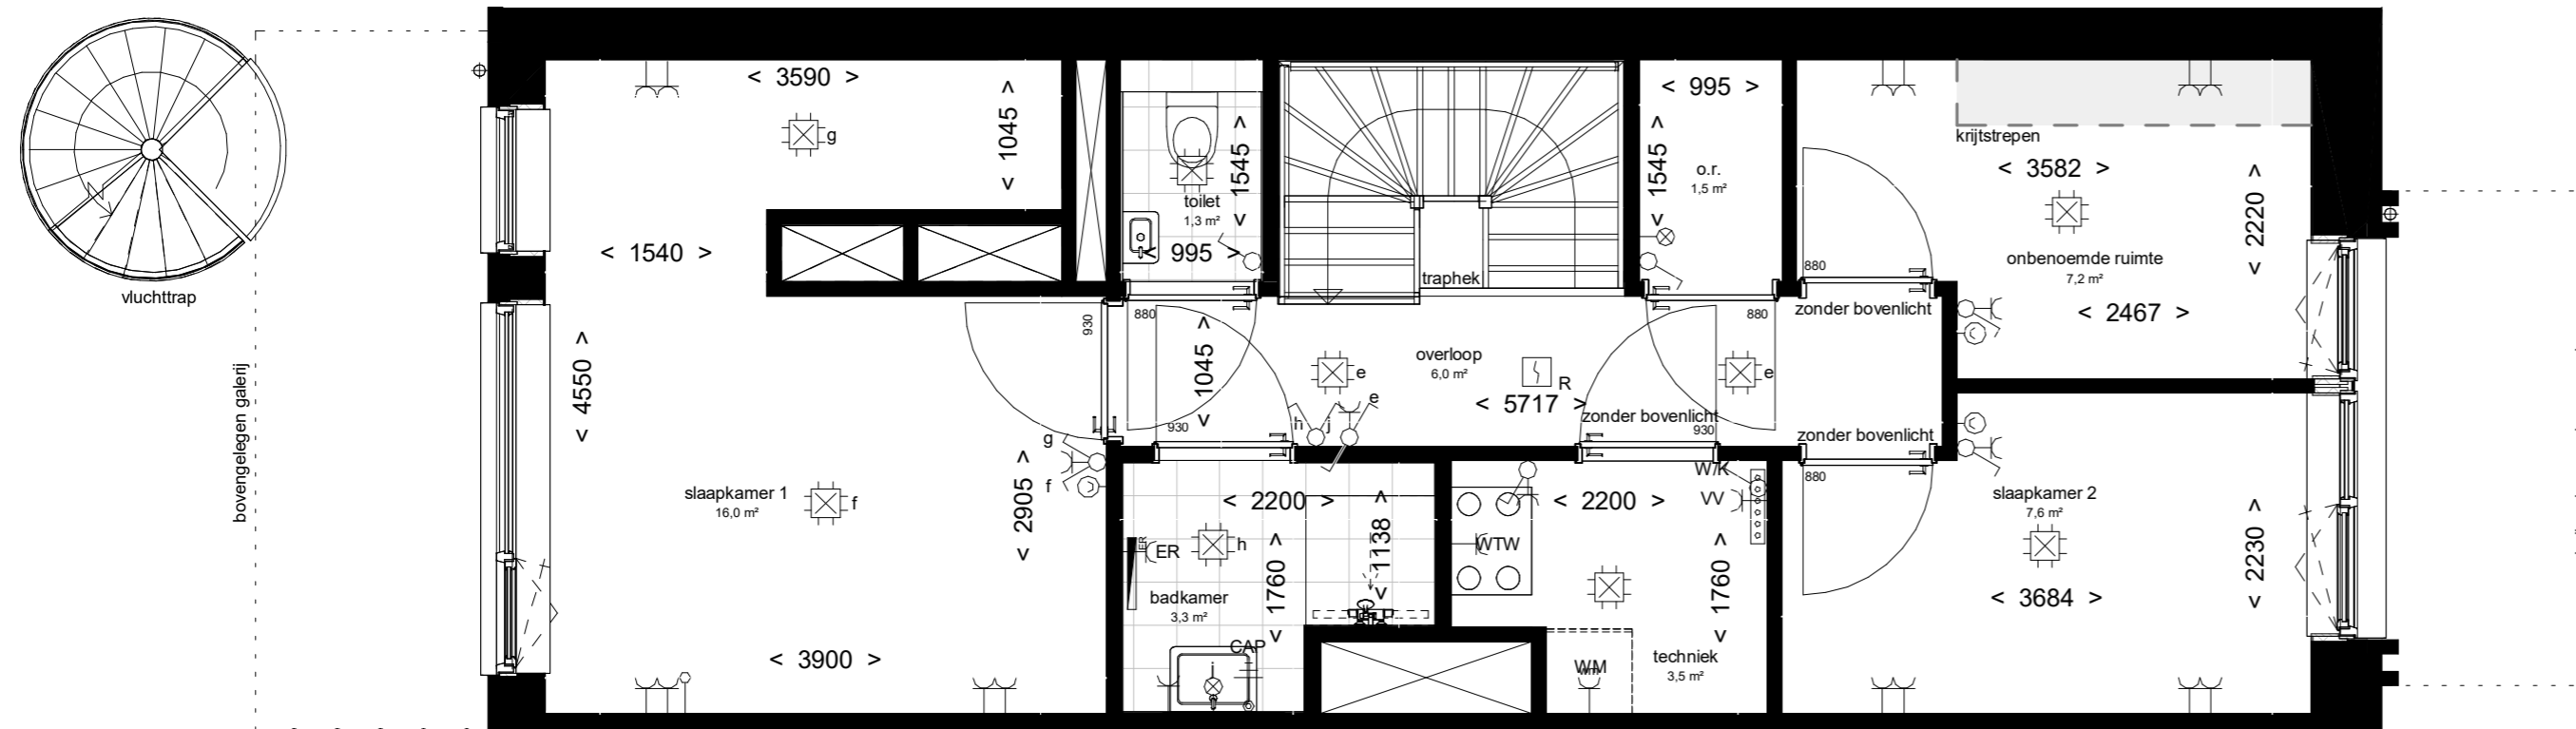 vluchttrap
bovengelegen galerij
< 3590 >
< 1045 >
g
< 1540 >
< 4550 >
slaapkamer 1
16,0 m²
f
< 2905 >
< 3900 >
g
f
930
toilet
1,3 m²
< 1545 >
< 995 >
880
< 1045 >
930
traphek
overloop
6,0 m²
e
R
e
h
j
e
< 5717 >
< 995 >
< 1545 >
o.r.
1,5 m²
880
zonder bovenlicht
930
krijtstrepen
< 3582 >
< 2220 >
onbenoemde ruimte
7,2 m²
< 2467 >
880
zonder bovenlicht
zonder bovenlicht
880
slaapkamer 2
7,6 m²
< 2230 >
< 3684 >
< 2200 >
< 1138 >
ER
ER
h
< 1760 >
badkamer
3,3 m²
CAP
j
< 2200 >
W/K
VV
WTW
< 1760 >
WM
wm
techniek
3,5 m²